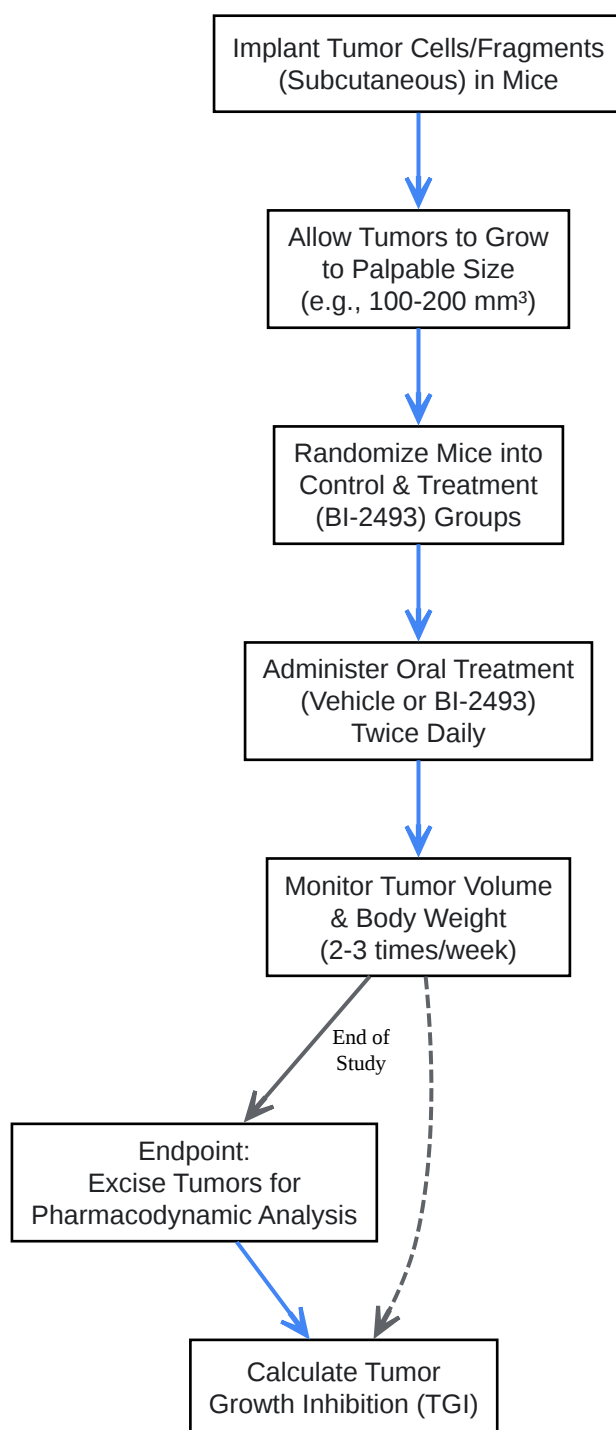 Implant Tumor Cells/Fragments
(Subcutaneous) in Mice
Allow Tumors to Grow
to Palpable Size
(e.g., 100-200 mm³)
Randomize Mice into
Control & Treatment
(BI-2493) Groups
Administer Oral Treatment
(Vehicle or BI-2493)
Twice Daily
Monitor Tumor Volume
& Body Weight
(2-3 times/week)
End of
Study
Endpoint:
Excise Tumors for
Pharmacodynamic Analysis
Calculate Tumor
Growth Inhibition (TGI)